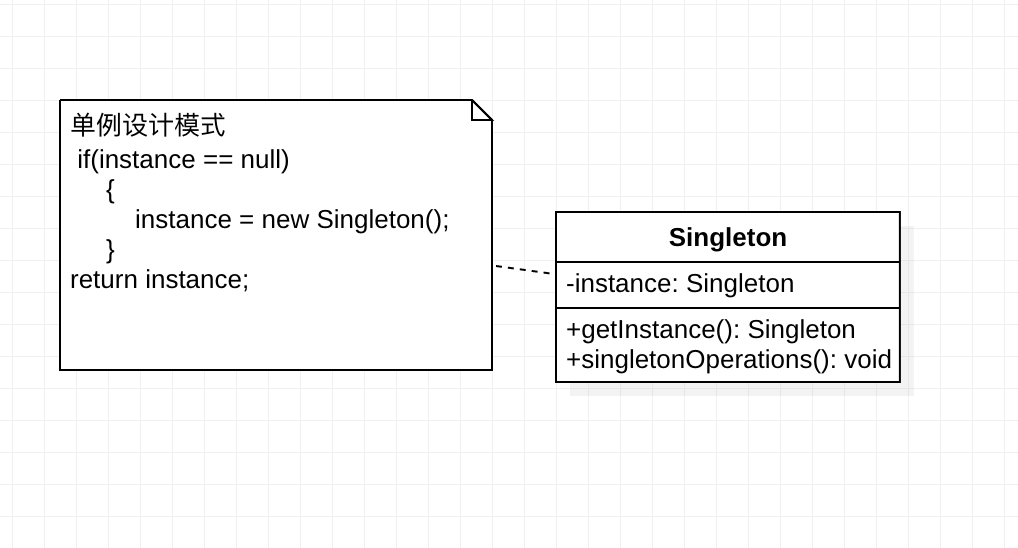 单例设计模式
if(instance == null)
{
instance = new Singleton();
}
return instance;
Singleton
-instance: Singleton
+getInstance(): Singleton
+singletonOperations(): void